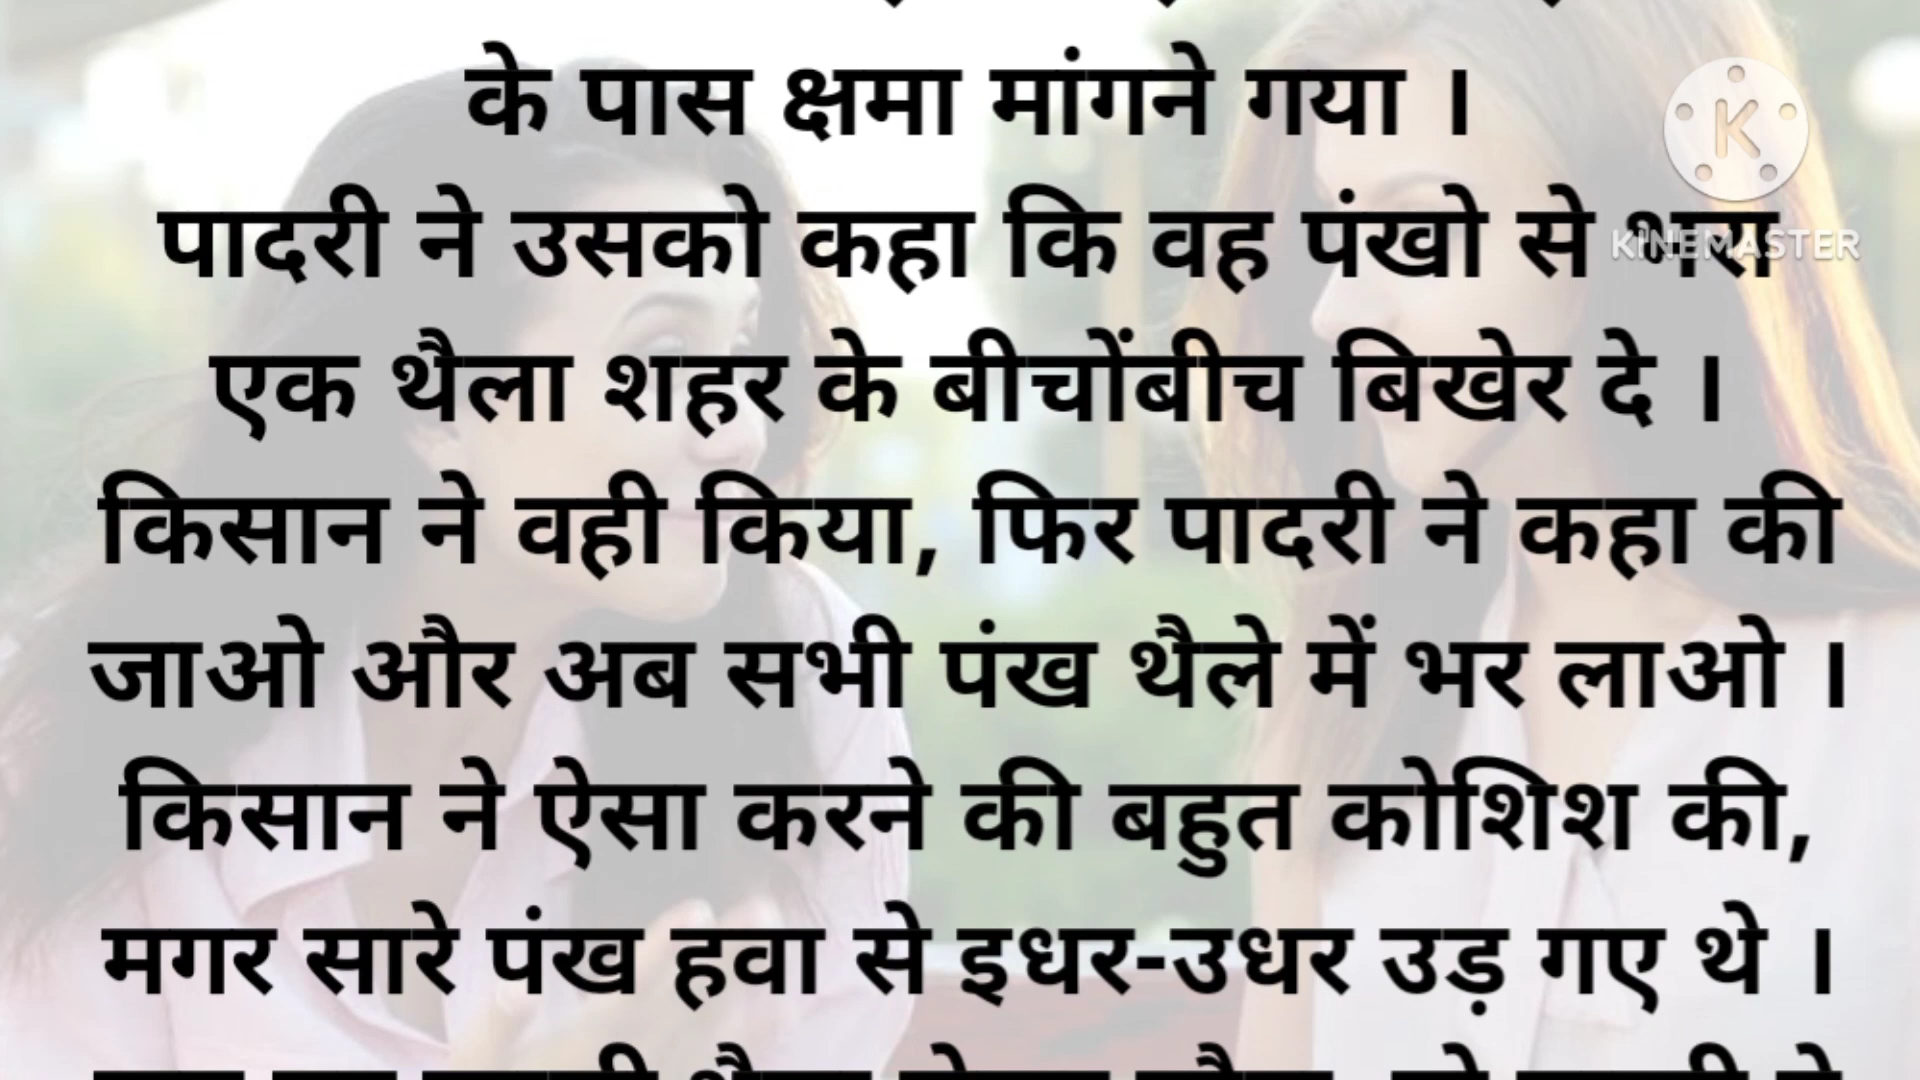 के पास क्षमा मांगने गया ।
पादरी ने उसको कहा कि वह पंखो से भरा
एक थैला शहर के बीचोंबीच बिखेर दे ।
किसान ने वही किया, फिर पादरी ने कहा की
जाओ और अब सभी पंख थैले में भर लाओ ।
किसान ने ऐसा करने की बहुत कोशिश की,
मगर सारे पंख हवा से इधर-उधर उड़ गए थे ।
K
KINEMASTER